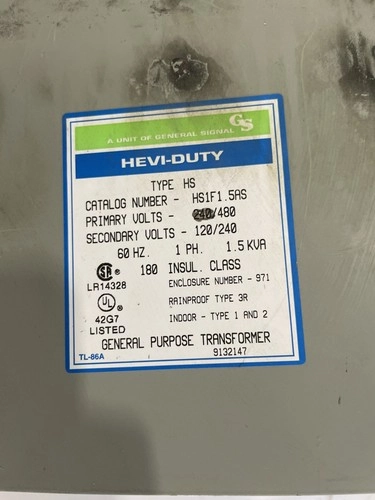 GS
A UNIT OF GENERAL SIGNAL
HEVI-DUTY
TYPE HS
CATALOG NUMBER - HS1F1.5AS
PRIMARY VOLTS - 240/480
SECONDARY VOLTS - 120/240
60 HZ. 1 PH. 1.5 KVA
SA ® 180 INSUL. CLASS
LR14328 ENCLOSURE NUMBER - 971
UL ® RAINPROOF TYPE 3R
42G7 INDOOR - TYPE 1 AND 2
LISTED
GENERAL PURPOSE TRANSFORMER
TL-86A 9132147